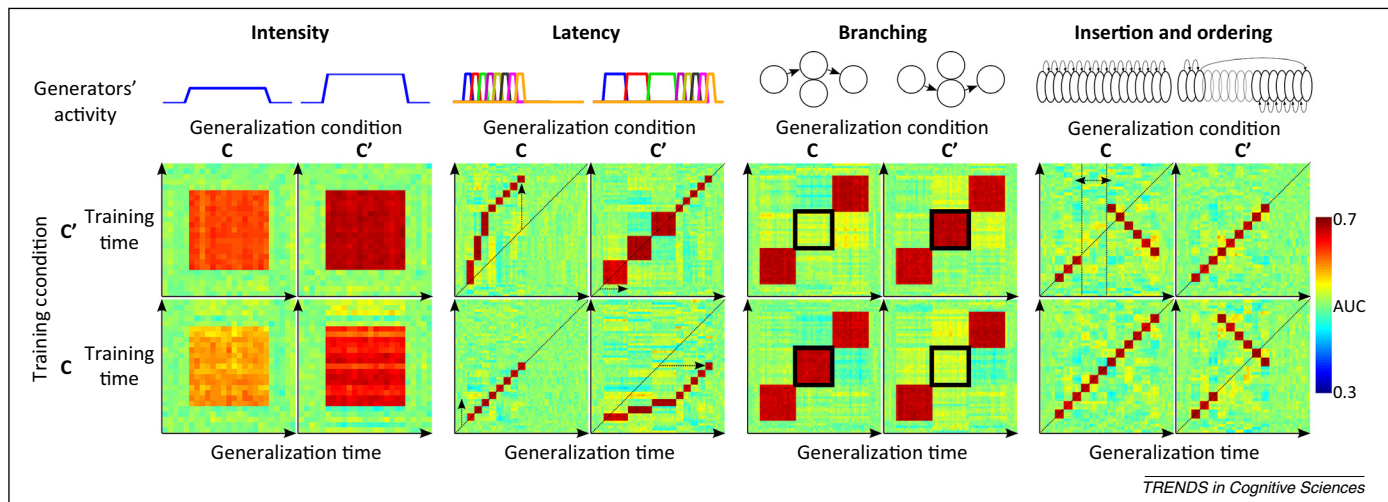 Intensity
Latency
Branching
Insertion and ordering
Generators'
activity
Generalization condition
Generalization condition
Generalization condition
Generalization condition
C
C'
C
C'
C
C'
C
C'
Training ccondition
C'
Training
time
C
Training
time
0.7
AUC
0.3
Generalization time
Generalization time
Generalization time
Generalization time
TRENDS in Cognitive Sciences